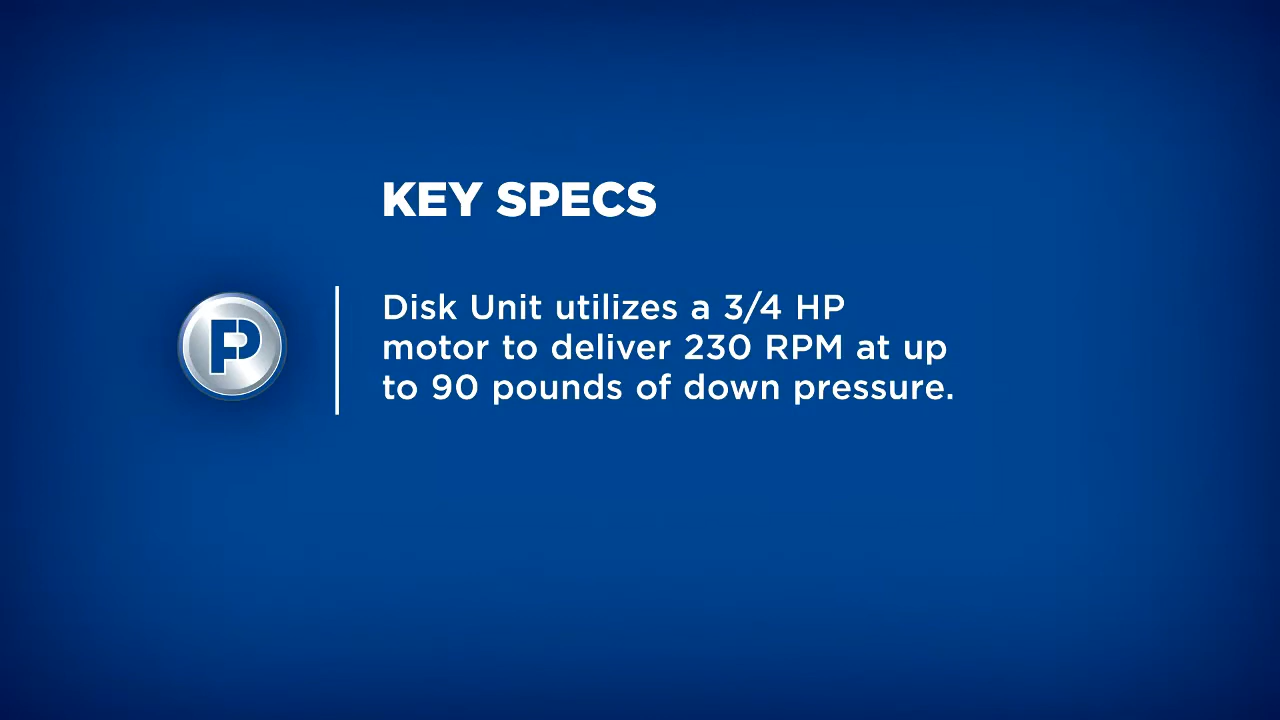 KEY SPECS
P
Disk Unit utilizes a 3/4 HP
motor to deliver 230 RPM at up
to 90 pounds of down pressure.